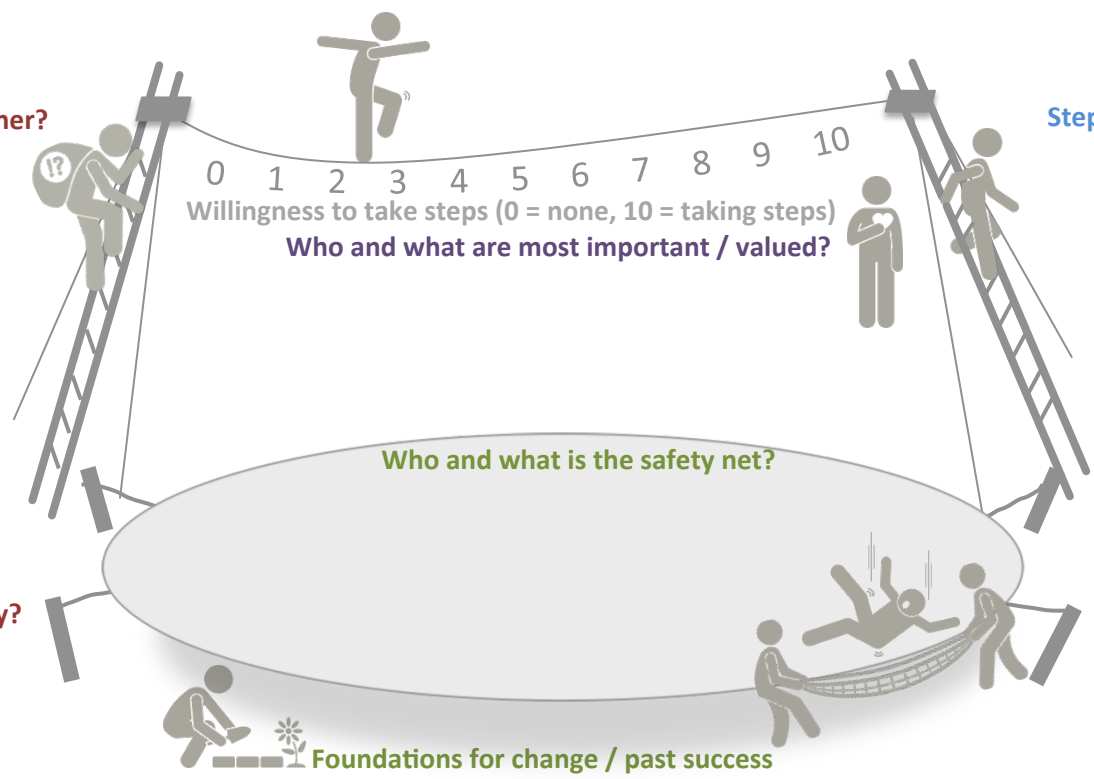 ner?
Step
!?
0 1 2 3 4 5 6 7 8 9 10
Willingness to take steps (0 = none, 10 = taking steps)
Who and what are most important / valued?
Who and what is the safety net?
y?
Foundations for change / past success